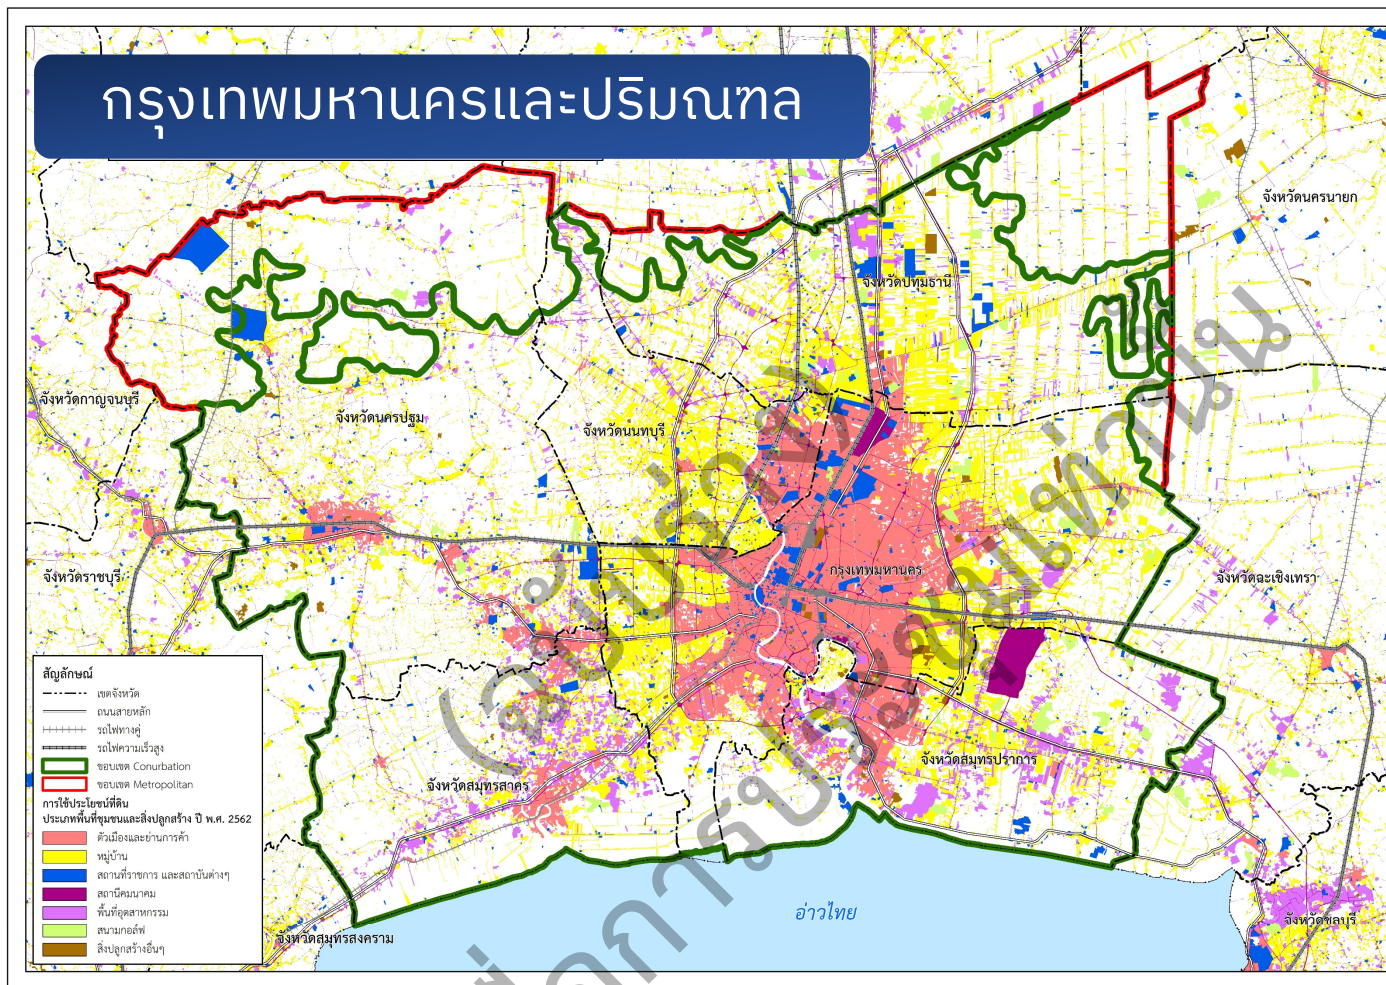 กรุงเทพมหานครและปริมณฑล
จังหวัดนครนายก
จังหวัดปทุมธานี
จังหวัดกาญจนบุรี
จังหวัดนครปฐม
จังหวัดนนทบุรี
กรุงเทพมหานคร
จังหวัดราชบุรี
จังหวัดฉะเชิงเทรา
จังหวัดสมุทรปราการ
จังหวัดสมุทรสาคร
อ่าวไทย
จังหวัดชลบุรี
จังหวัดสมุทรสงคราม
สัญลักษณ์
เขตจังหวัด
ถนนสายหลัก
รถไฟทางคู่
รถไฟความเร็วสูง
ขอบเขต Conurbation
ขอบเขต Metropolitan
การใช้ประโยชน์ที่ดิน
ประเภทพื้นที่ชุมชนและสิ่งปลูกสร้าง ปี พ.ศ. 2562
ตัวเมืองและย่านการค้า
หมู่บ้าน
สถานที่ราชการ และสถาบันต่างๆ
สถานีคมนาคม
พื้นที่อุตสาหกรรม
สนามกอล์ฟ
สิ่งปลูกสร้างอื่นๆ